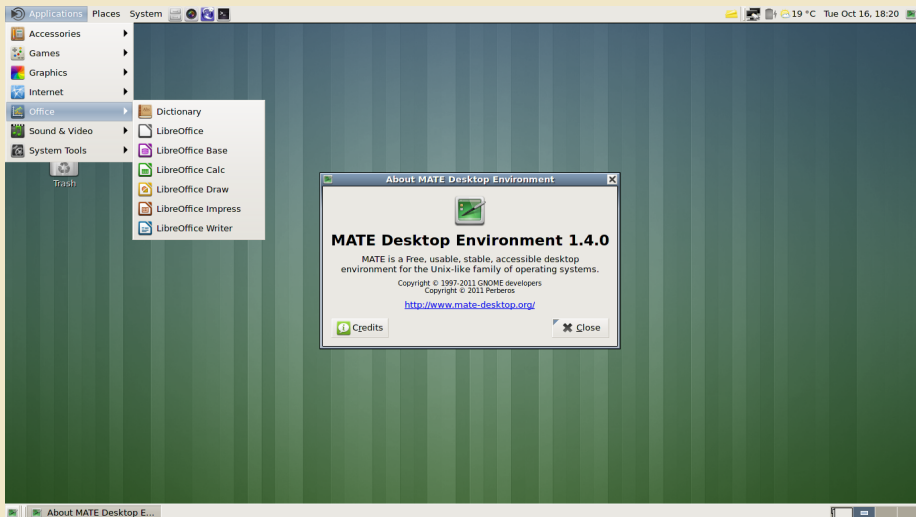 Applications Places System 19 °C Tue Oct 16, 18:20
Accessories
Games
Graphics
Internet
Office
Sound & Video
System Tools
Dictionary
LibreOffice
LibreOffice Base
LibreOffice Calc
LibreOffice Draw
LibreOffice Impress
LibreOffice Writer
Trash
About MATE Desktop Environment
MATE Desktop Environment 1.4.0
MATE is a Free, usable, stable, accessible desktop
environment for the Unix-like family of operating systems.
Copyright © 1997-2011 GNOME developers
Copyright © 2011 Perberos
http://www.mate-desktop.org/
Credits Close
About MATE Desktop E...